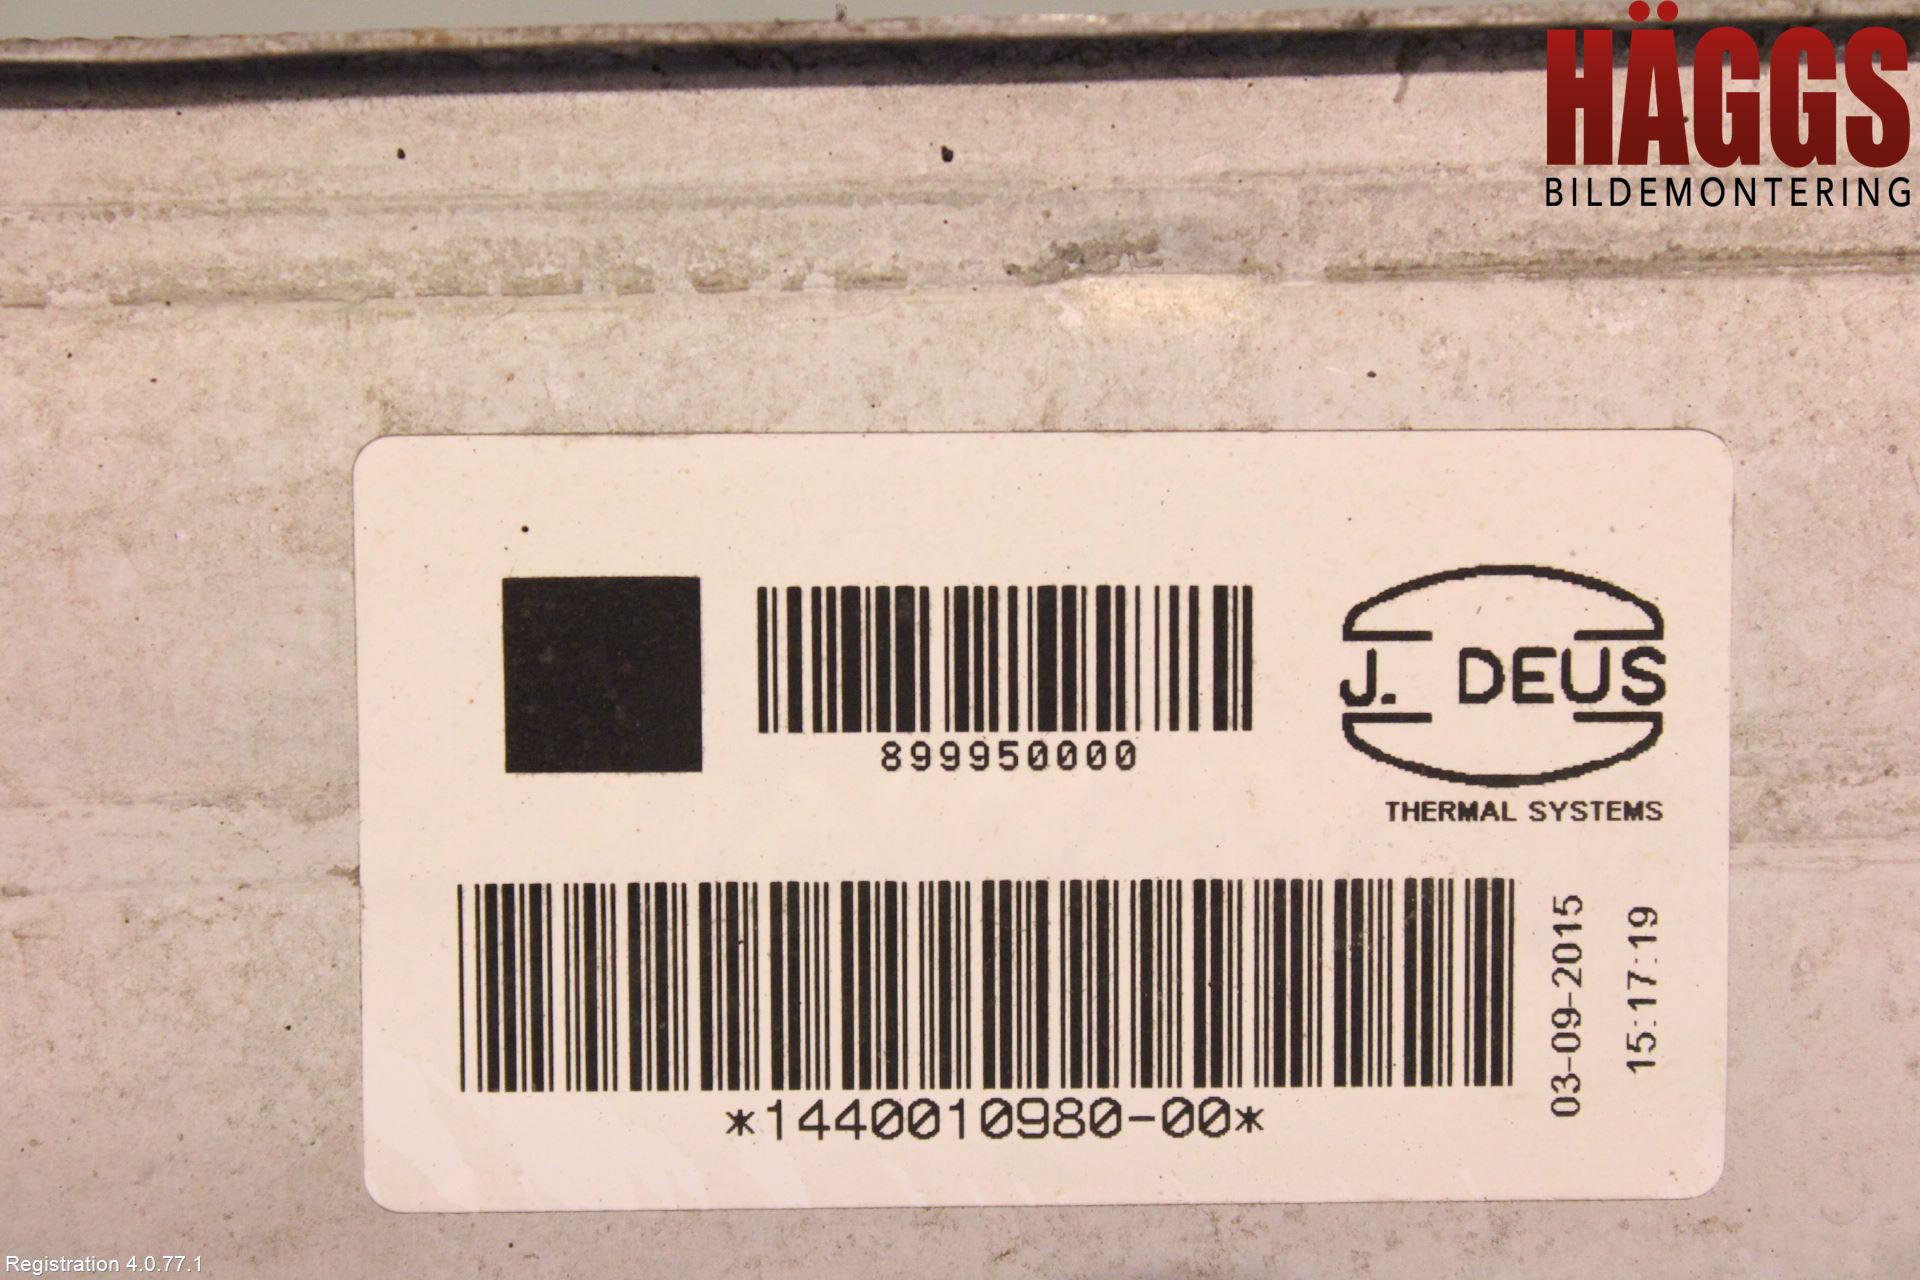 HÄGGS
BILDEMONTERING
899950000
J. DEUS
THERMAL SYSTEMS
*1440010980-00*
03-09-2015
15:17:19
Registration 4.0.77.1